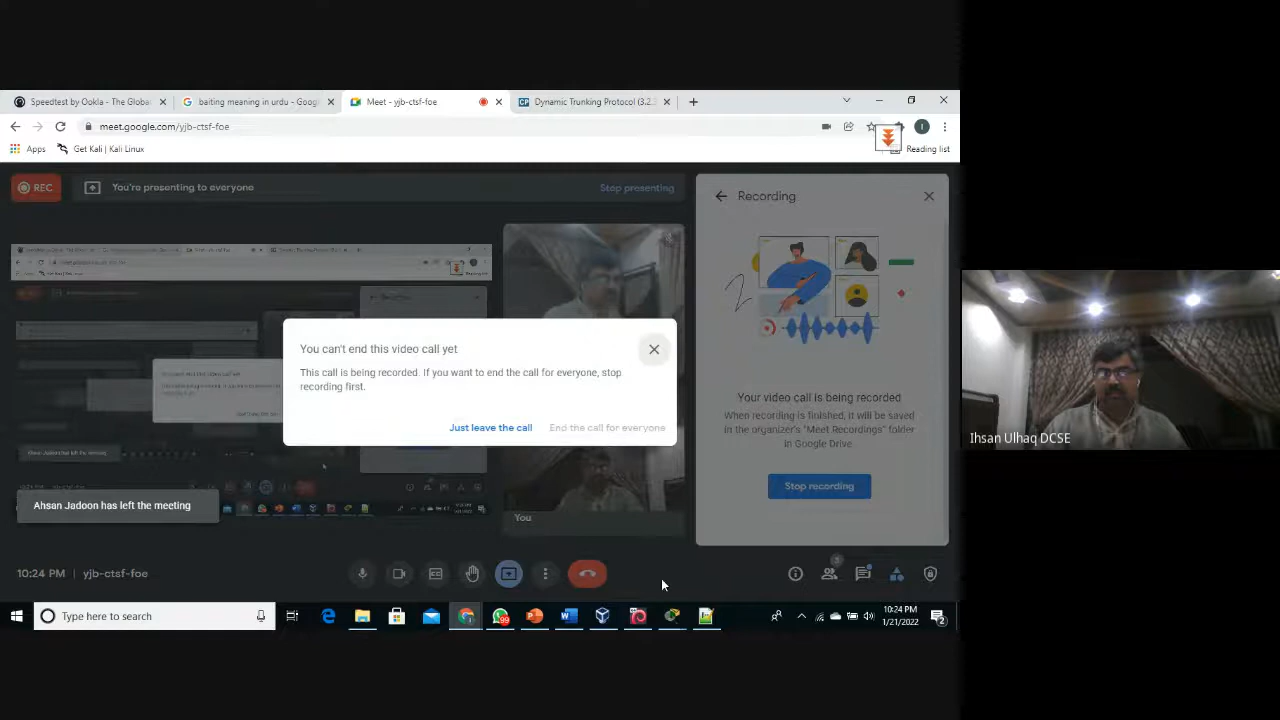 Speedtest by Ookla - The Globa
baiting meaning in urdu - Goog
Meet - yjb-ctsf-foe
Dynamic Trunking Protocol (3.2.
meet.google.com/yjb-ctsf-foe
Apps
Get Kali | Kali Linux
Reading list
REC
You're presenting to everyone
Stop presenting
Recording
You can't end this video call yet
This call is being recorded. If you want to end the call for everyone, stop
recording first.
Just leave the call
End the call for everyone
Your video call is being recorded
When recording is finished, it will be saved
in the organizer's "Meet Recordings" folder
in Google Drive
Stop recording
Ahsan Jadoon has left the meeting
You
Ihsan Ulhaq DCSE
10:24 PM | yjb-ctsf-foe
3
Type here to search
99
10:24 PM
1/21/2022
2